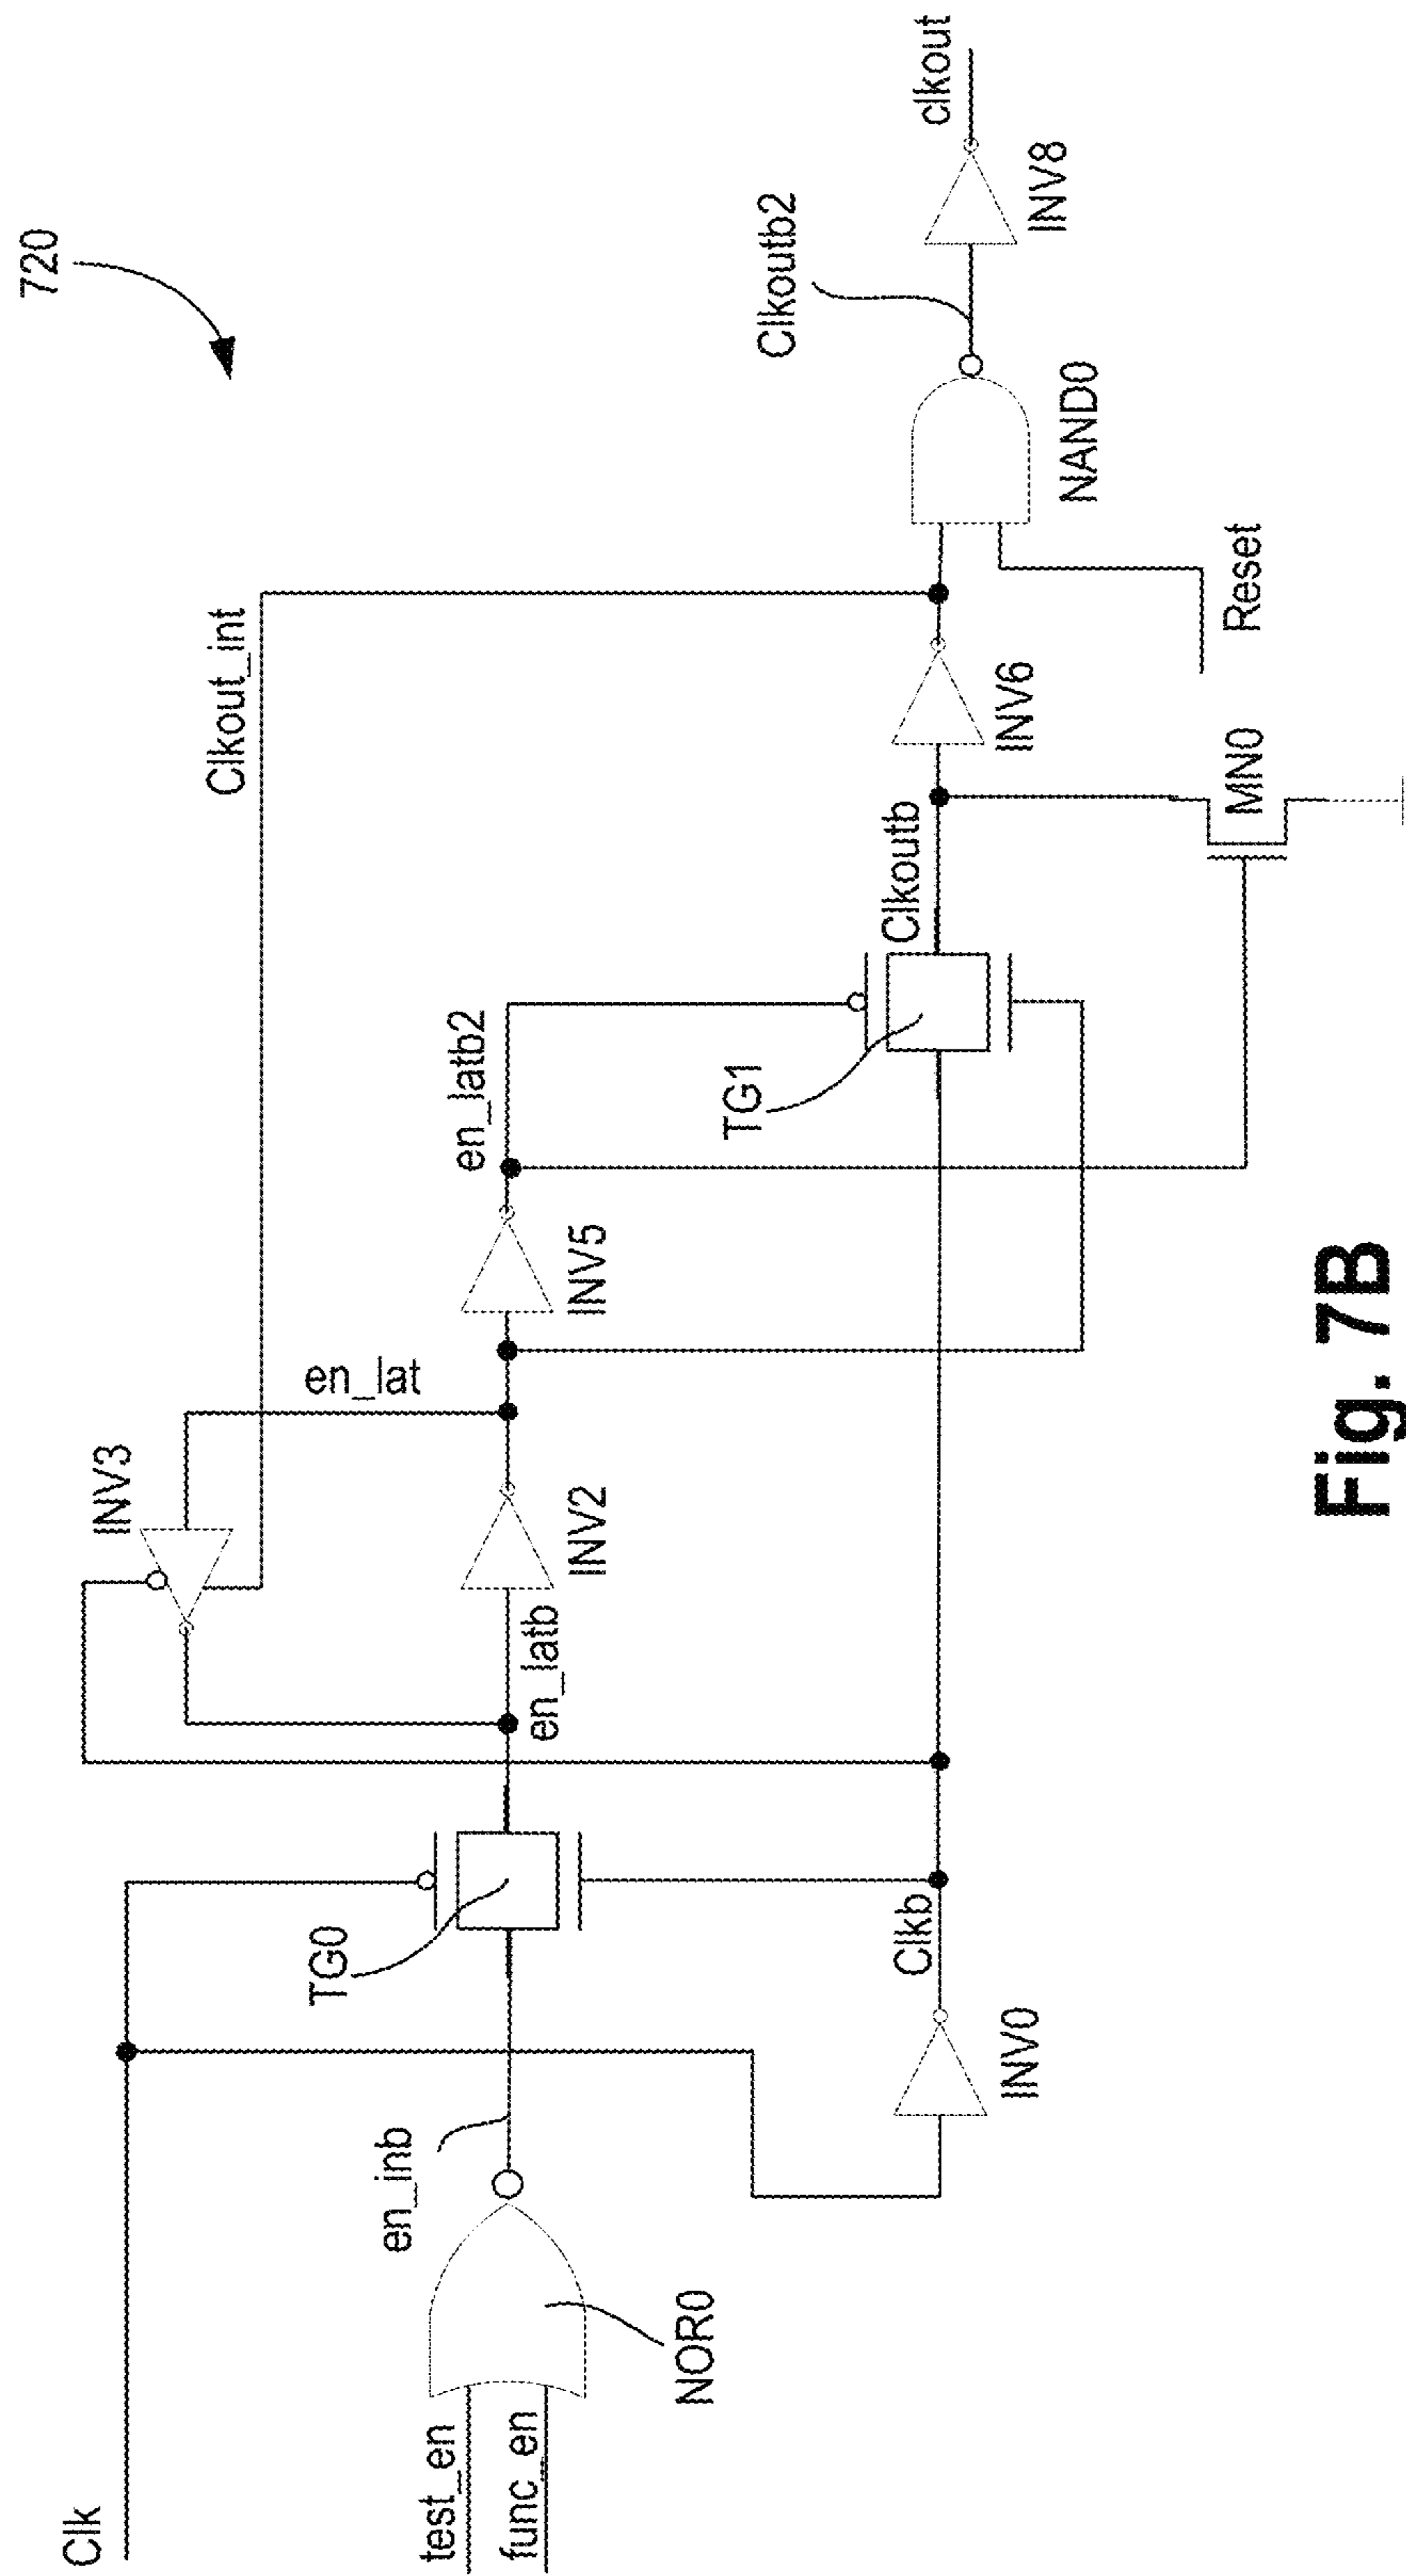 720
Clk
test_en
func_en
NOR0
en_inb
TG0
INV0
Clkb
INV3
en_latb
INV2
en_lat
INV5
en_latb2
TG1
Clkoutb
MN0
INV6
Clkout_int
Reset
NAND0
Clkoutb2
INV8
clkout
Fig. 7B